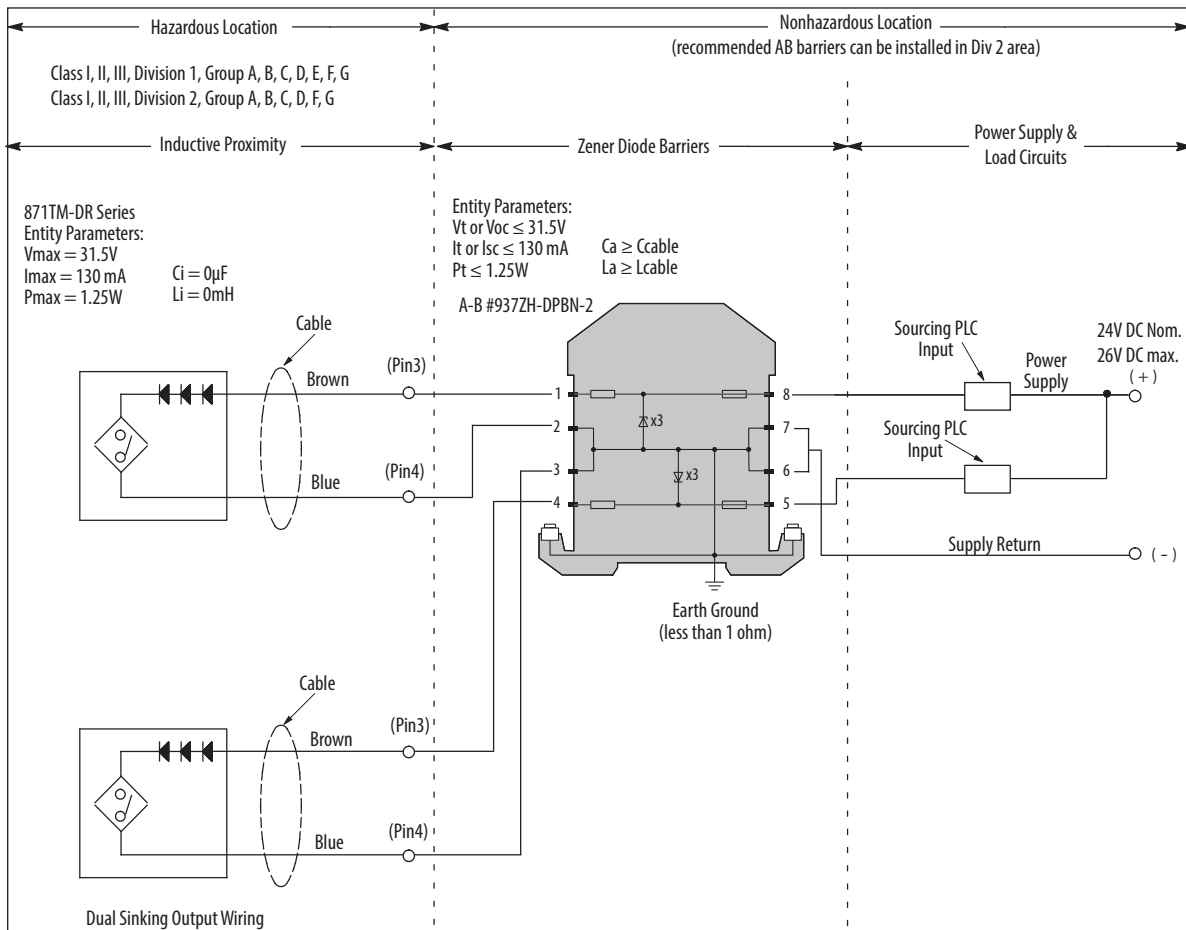 Hazardous Location
Nonhazardous Location
(recommended AB barriers can be installed in Div 2 area)
Class I, II, III, Division 1, Group A, B, C, D, E, F, G
Class I, II, III, Division 2, Group A, B, C, D, F, G
Inductive Proximity
Zener Diode Barriers
Power Supply &
Load Circuits
871TM-DR Series
Entity Parameters:
Vmax = 31.5V
Imax = 130 mA
Pmax = 1.25W
Ci = 0µF
Li = 0mH
Entity Parameters:
Vt or Voc ≤ 31.5V
It or Isc ≤ 130 mA
Pt ≤ 1.25W
Ca ≥ Ccable
La ≥ Lcable
A-B #937ZH-DPBN-2
Cable
Brown
(Pin3)
Blue
(Pin4)
1
2
3
4
x3
x3
8
7
6
5
Sourcing PLC
Input
Power
Supply
24V DC Nom.
26V DC max.
(+)
Sourcing PLC
Input
Supply Return
(-)
Earth Ground
(less than 1 ohm)
Cable
Brown
(Pin3)
Blue
(Pin4)
Dual Sinking Output Wiring